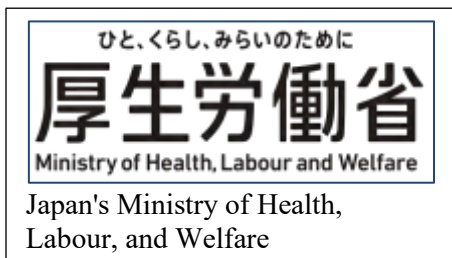 ひと、くらし、みらいのために
厚生労働省
Ministry of Health, Labour and Welfare
Japan's Ministry of Health,
Labour, and Welfare